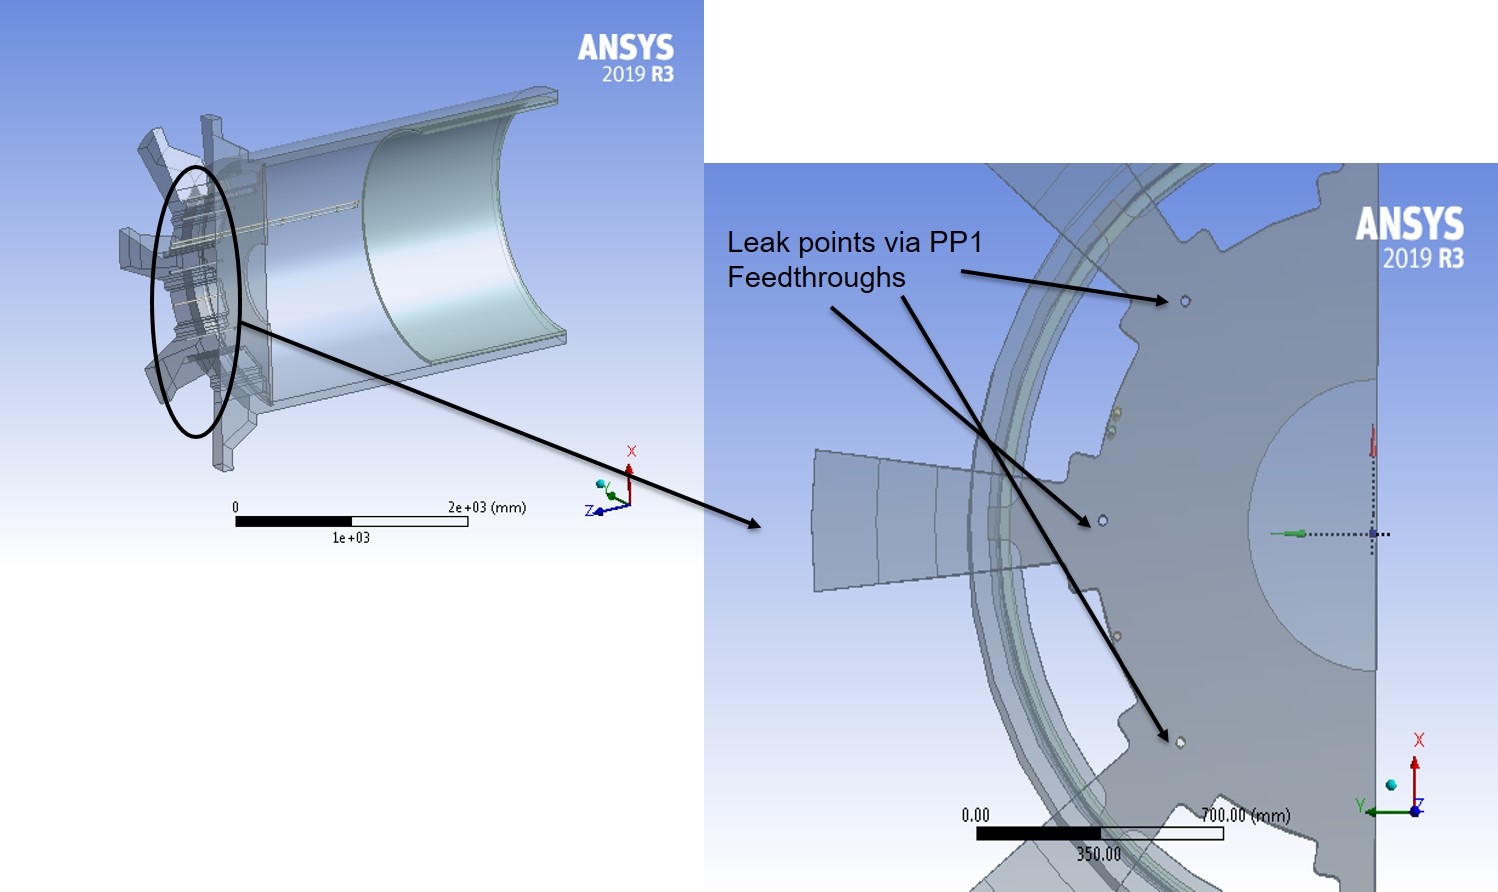 ANSYS
2019 R3
0
2e+03 (mm)
1e+03
X
Y
Z
Leak points via PP1
Feedthroughs
ANSYS
2019 R3
0.00
700.00 (mm)
350.00
X
Y
Z